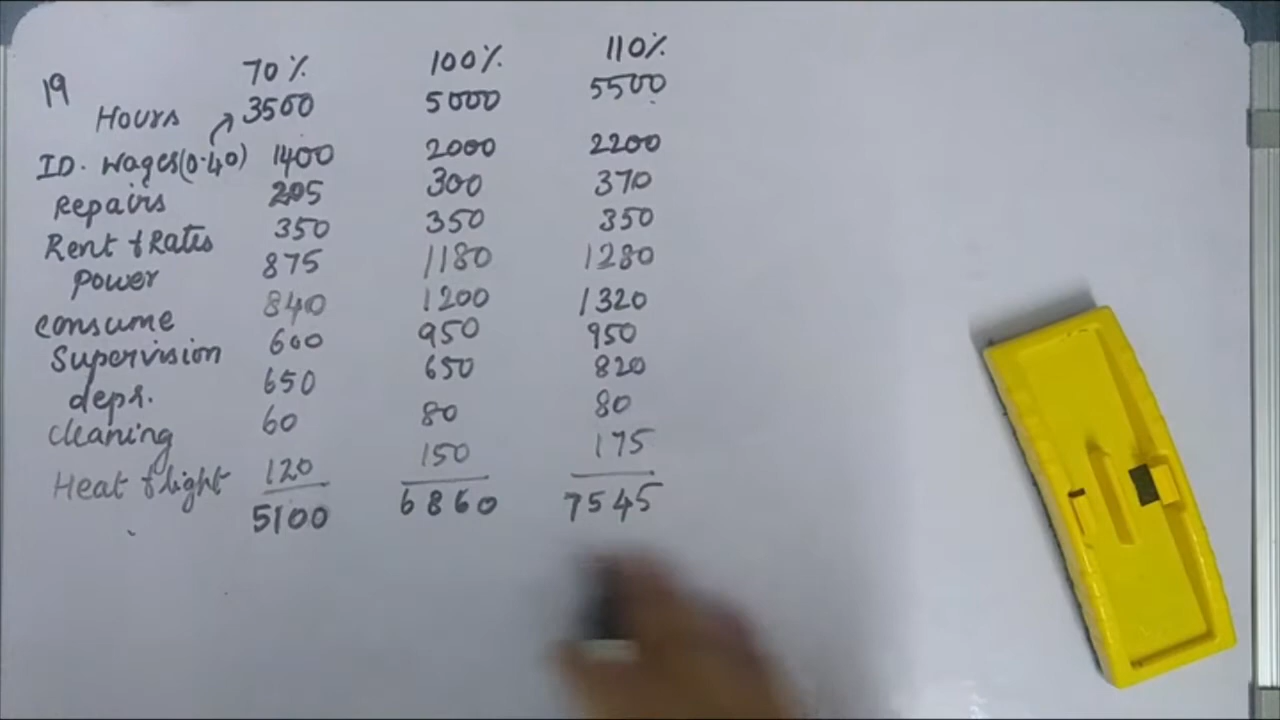 19 70% 100% 110%
Hours 3500 5000 5500
ID. Wages(0.40) 1400 2000 2200
Repairs 205 300 370
Rent & Rates 350 350 350
Power 875 1180 1280
Consume 840 1200 1320
Supervision 600 950 950
depr. 650 650 820
Cleaning 60 80 80
Heat & light 120 150 175
5100 6860 7545